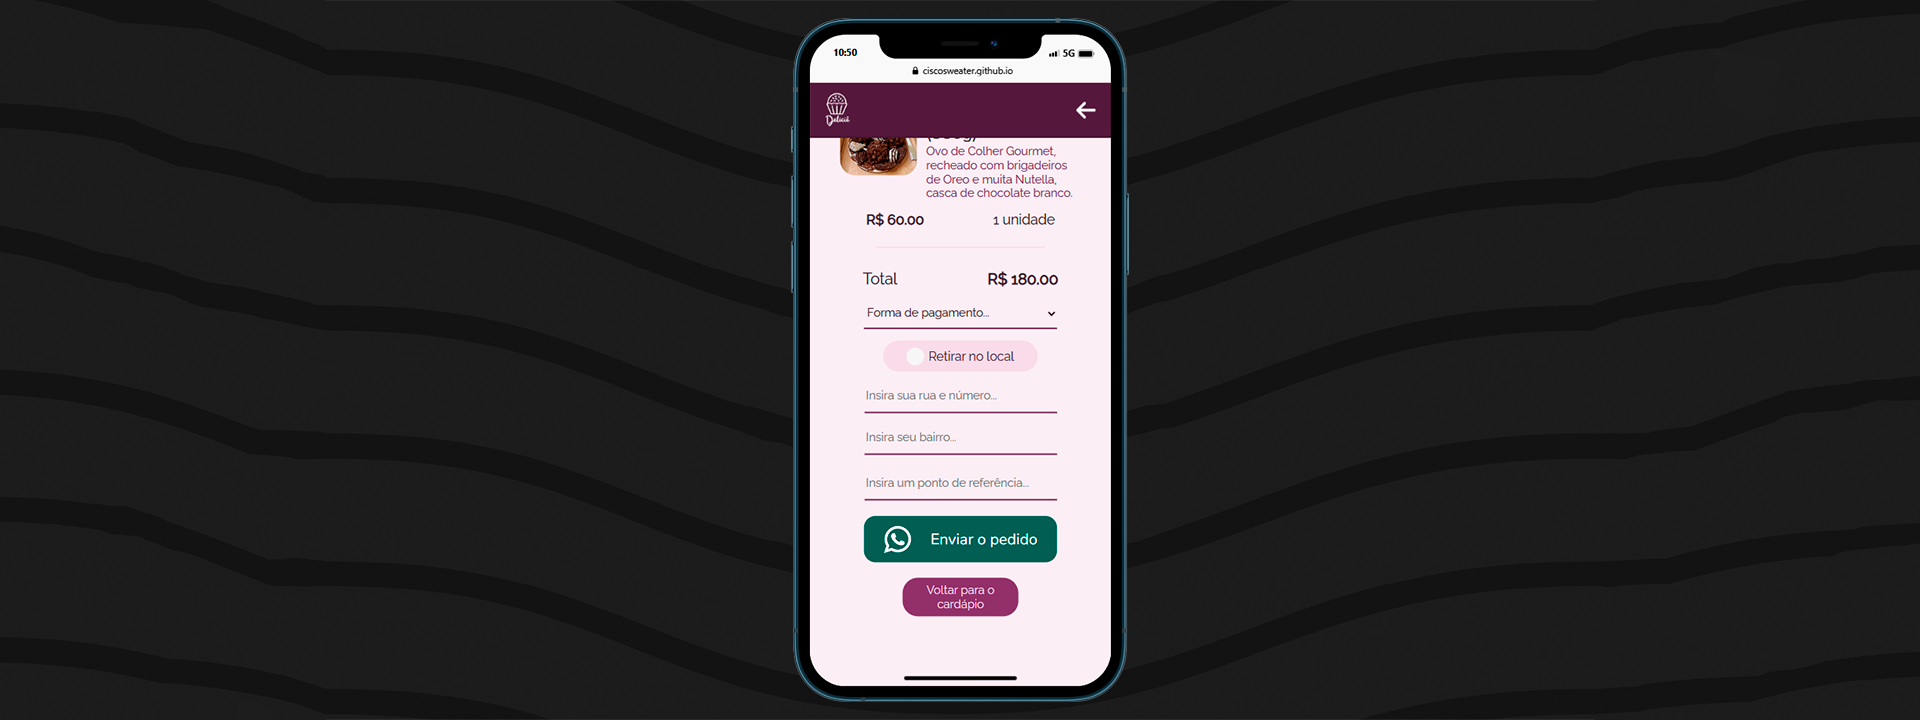 10:50
5G
ciscosweater.github.io
Delicié
Ovo de Colher Gourmet,
recheado com brigadeiros
de Oreo e muita Nutella,
casca de chocolate branco.
R$ 60.00
1 unidade
Total
R$ 180.00
Forma de pagamento...
Retirar no local
Insira sua rua e número...
Insira seu bairro...
Insira um ponto de referência...
Enviar o pedido
Voltar para o
cardápio